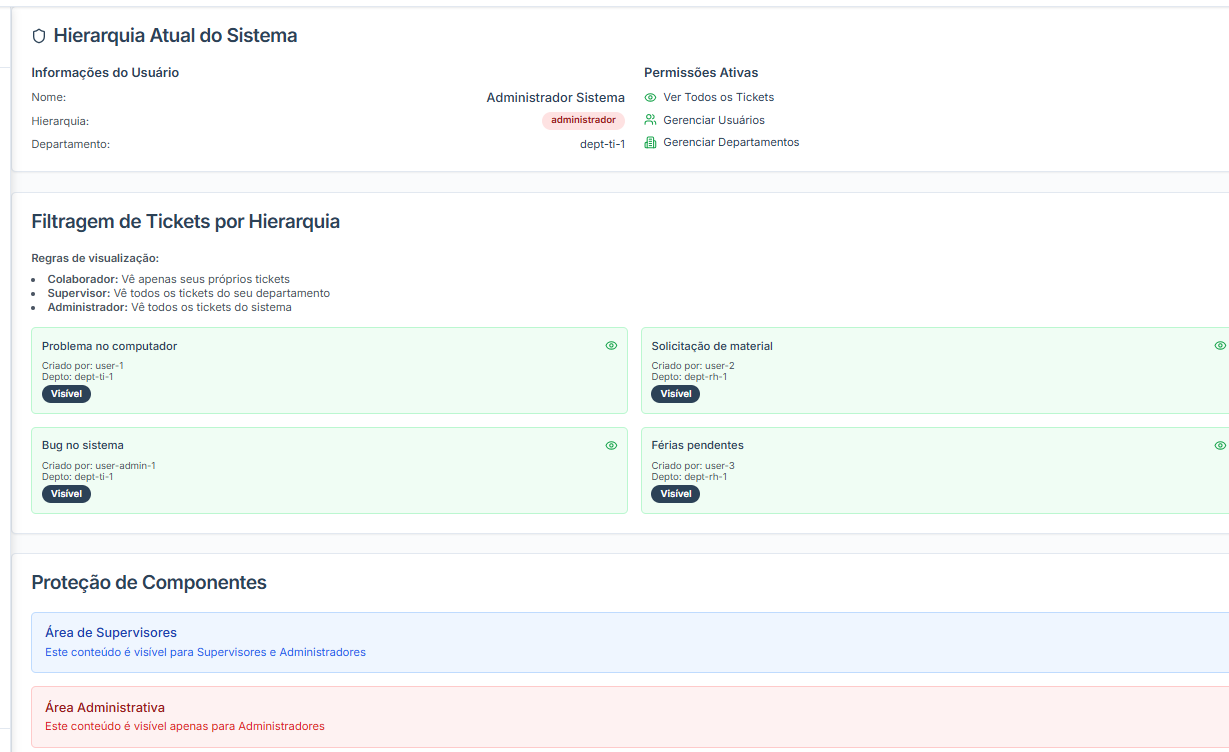 Hierarquia Atual do Sistema
Informações do Usuário
Nome:
Administrador Sistema
Hierarquia:
administrador
Departamento:
dept-ti-1
Permissões Ativas
Ver Todos os Tickets
Gerenciar Usuários
Gerenciar Departamentos
Filtragem de Tickets por Hierarquia
Regras de visualização:
Colaborador: Vê apenas seus próprios tickets
Supervisor: Vê todos os tickets do seu departamento
Administrador: Vê todos os tickets do sistema
Problema no computador
Criado por: user-1
Depto: dept-ti-1
Visível
Solicitação de material
Criado por: user-2
Depto: dept-rh-1
Visível
Bug no sistema
Criado por: user-admin-1
Depto: dept-ti-1
Visível
Férias pendentes
Criado por: user-3
Depto: dept-rh-1
Visível
Proteção de Componentes
Área de Supervisores
Este conteúdo é visível para Supervisores e Administradores
Área Administrativa
Este conteúdo é visível apenas para Administradores